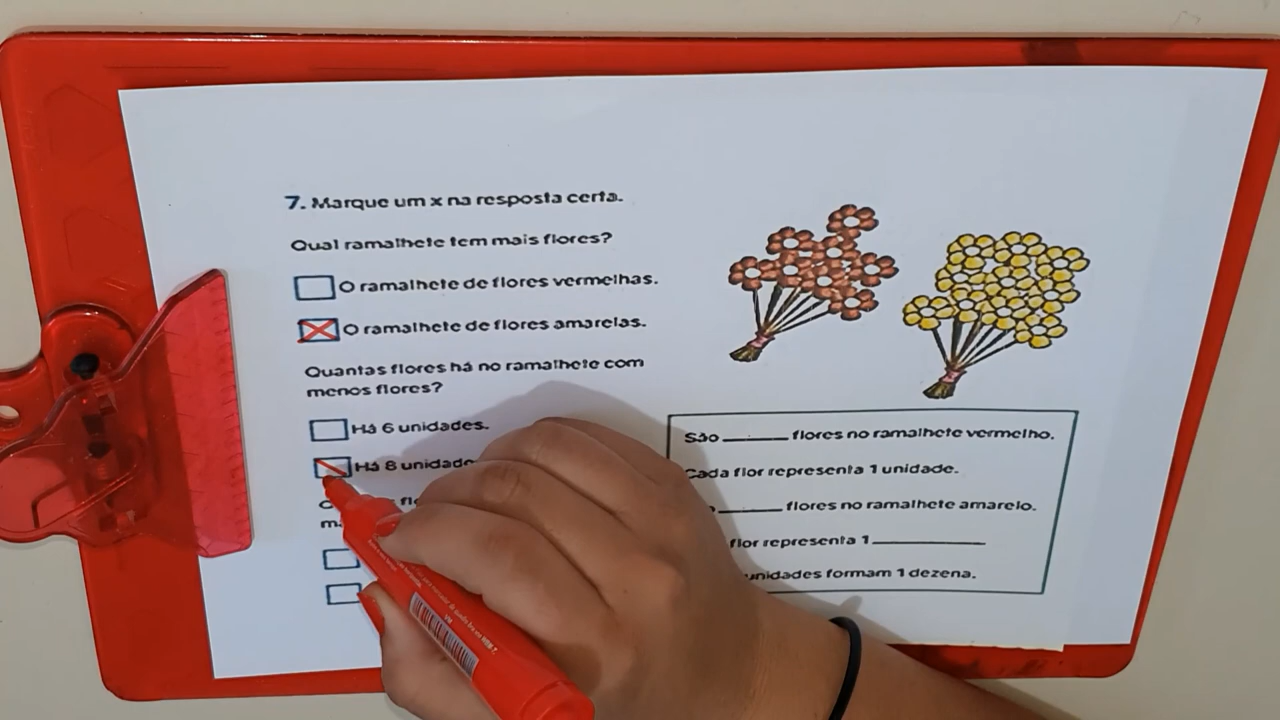 7. Marque um x na resposta certa.
Qual ramalhete tem mais flores?
O ramalhete de flores vermelhas.
O ramalhete de flores amarelas.
Quantas flores há no ramalhete com
menos flores?
Há 6 unidades.
Há 8 unidade
São ______ flores no ramalhete vermelho.
Cada flor representa 1 unidade.
______ flores no ramalhete amarelo.
flor representa 1 ______
unidades formam 1 dezena.